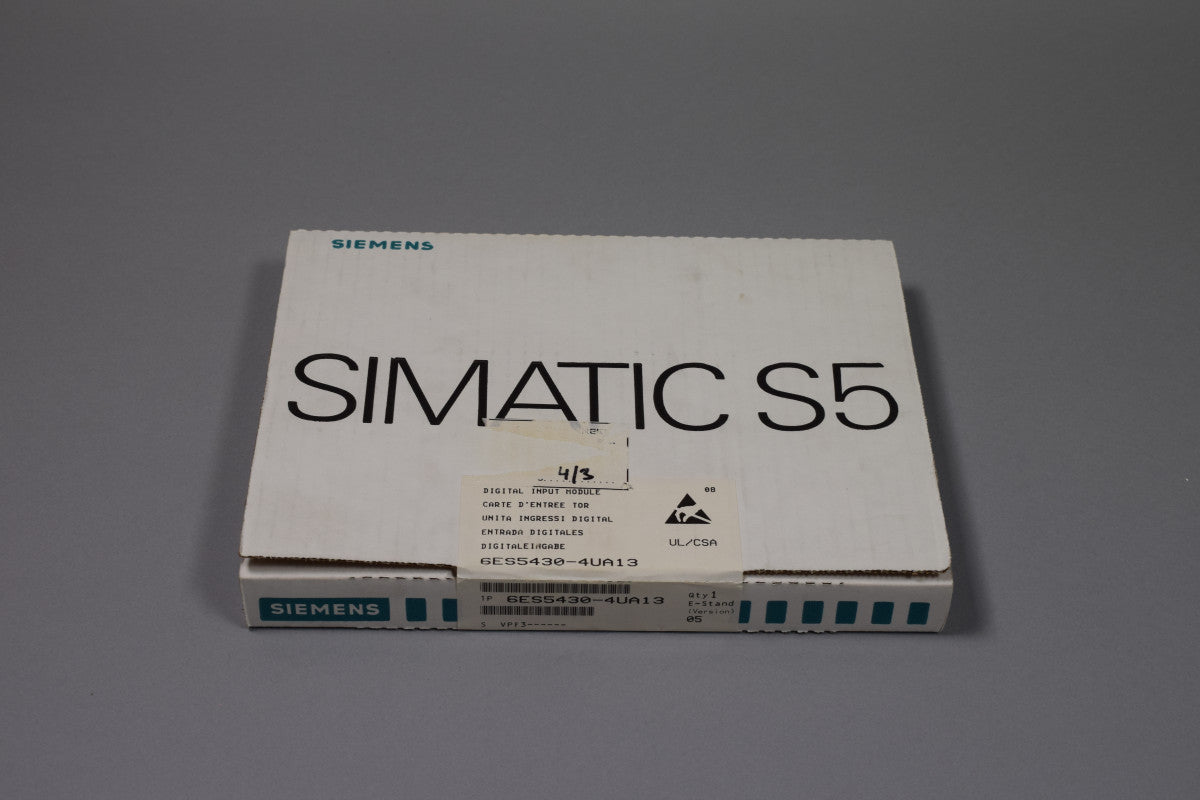 SIEMENS
SIMATIC S5
4/3
DIGITAL INPUT MODULE
CARTE D'ENTREE TOR
UNITA INGRESSI DIGITAL
ENTRADA DIGITALES
DIGITALEINGABE
6ES5430-4UA13
08
UL/CSA
SIEMENS
1P 6ES5430-4UA13
S VPF3------
Qty 1
E-Stand
(Version)
05